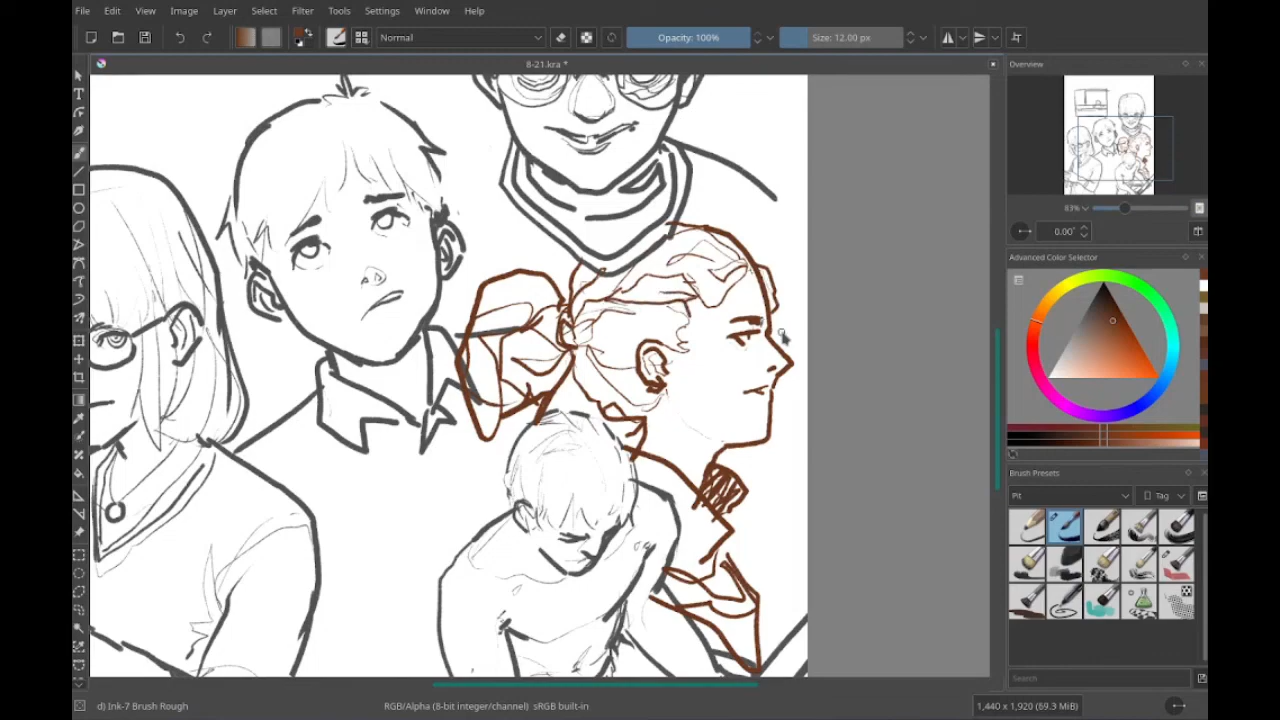 File Edit View Image Layer Select Filter Tools Settings Window Help
Normal Opacity: 100% Size: 12.00 px
8-21.kra *
Overview
83%
0.00°
Advanced Color Selector
Brush Presets
Pit Tag
Search
d) Ink-7 Brush Rough RGB/Alpha (8-bit integer/channel) sRGB built-in 1,440 x 1,920 (69.3 MiB)